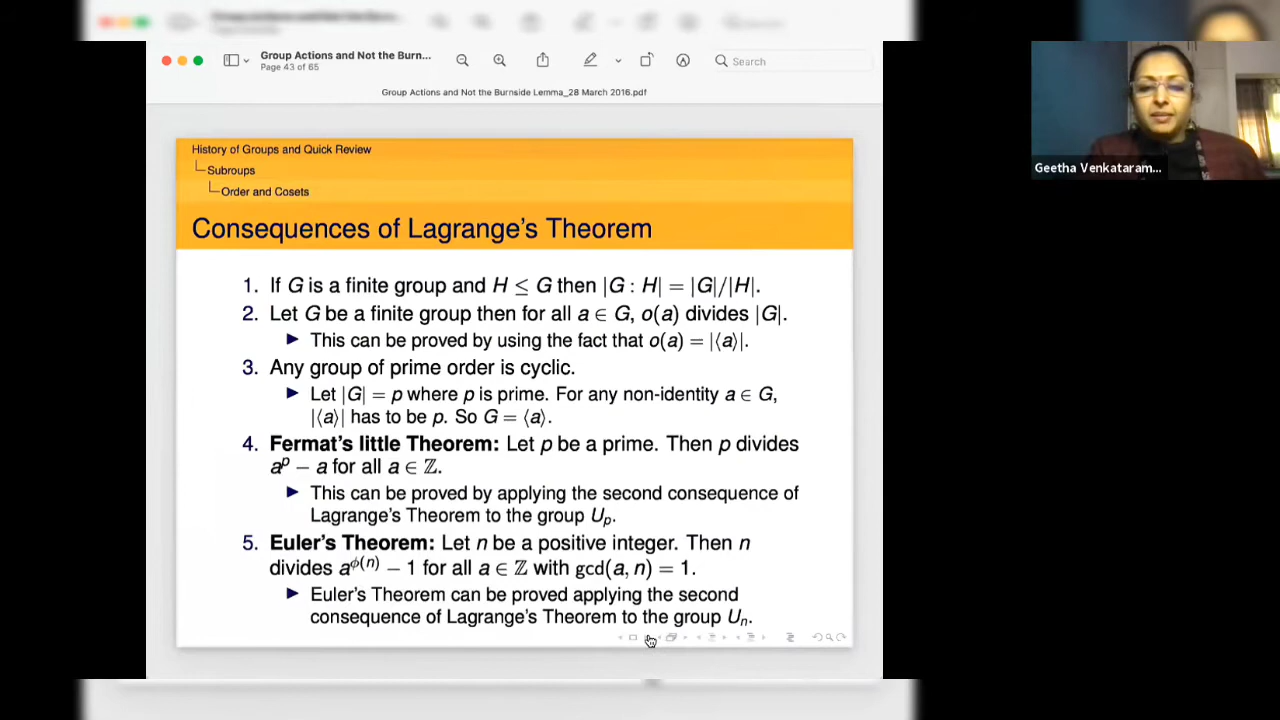 Group Actions and Not the Burn...
Page 43 of 65
Search
Group Actions and Not the Burnside Lemma_28 March 2016.pdf
Geetha Venkataram...
History of Groups and Quick Review
Subroups
Order and Cosets
Consequences of Lagrange's Theorem
1. If G is a finite group and H ≤ G then |G : H| = |G|/|H|.
2. Let G be a finite group then for all a ∈ G, o(a) divides |G|.
▶ This can be proved by using the fact that o(a) = |⟨a⟩|.
3. Any group of prime order is cyclic.
▶ Let |G| = p where p is prime. For any non-identity a ∈ G,
|⟨a⟩| has to be p. So G = ⟨a⟩.
4. Fermat's little Theorem: Let p be a prime. Then p divides
aᵖ − a for all a ∈ ℤ.
▶ This can be proved by applying the second consequence of
Lagrange's Theorem to the group Uₚ.
5. Euler's Theorem: Let n be a positive integer. Then n
divides a^ϕ(n) − 1 for all a ∈ ℤ with gcd(a, n) = 1.
▶ Euler's Theorem can be proved applying the second
consequence of Lagrange's Theorem to the group Uₙ.